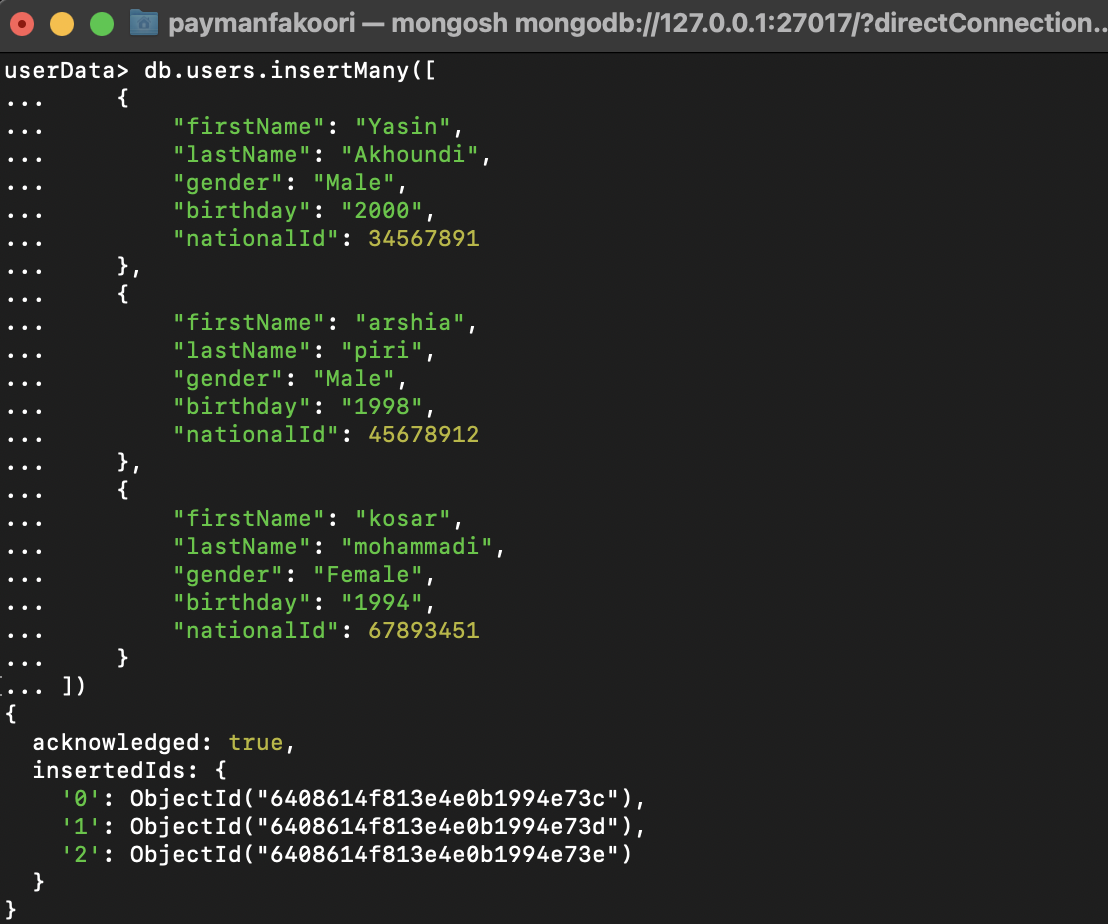 paymanfakoori — mongosh mongodb://127.0.0.1:27017/?directConnection...
userData> db.users.insertMany([
...     {
...         "firstName": "Yasin",
...         "lastName": "Akhoundi",
...         "gender": "Male",
...         "birthday": "2000",
...         "nationalId": 34567891
...     },
...     {
...         "firstName": "arshia",
...         "lastName": "piri",
...         "gender": "Male",
...         "birthday": "1998",
...         "nationalId": 45678912
...     },
...     {
...         "firstName": "kosar",
...         "lastName": "mohammadi",
...         "gender": "Female",
...         "birthday": "1994",
...         "nationalId": 67893451
...     }
[... ])
{
  acknowledged: true,
  insertedIds: {
    '0': ObjectId("6408614f813e4e0b1994e73c"),
    '1': ObjectId("6408614f813e4e0b1994e73d"),
    '2': ObjectId("6408614f813e4e0b1994e73e")
  }
}